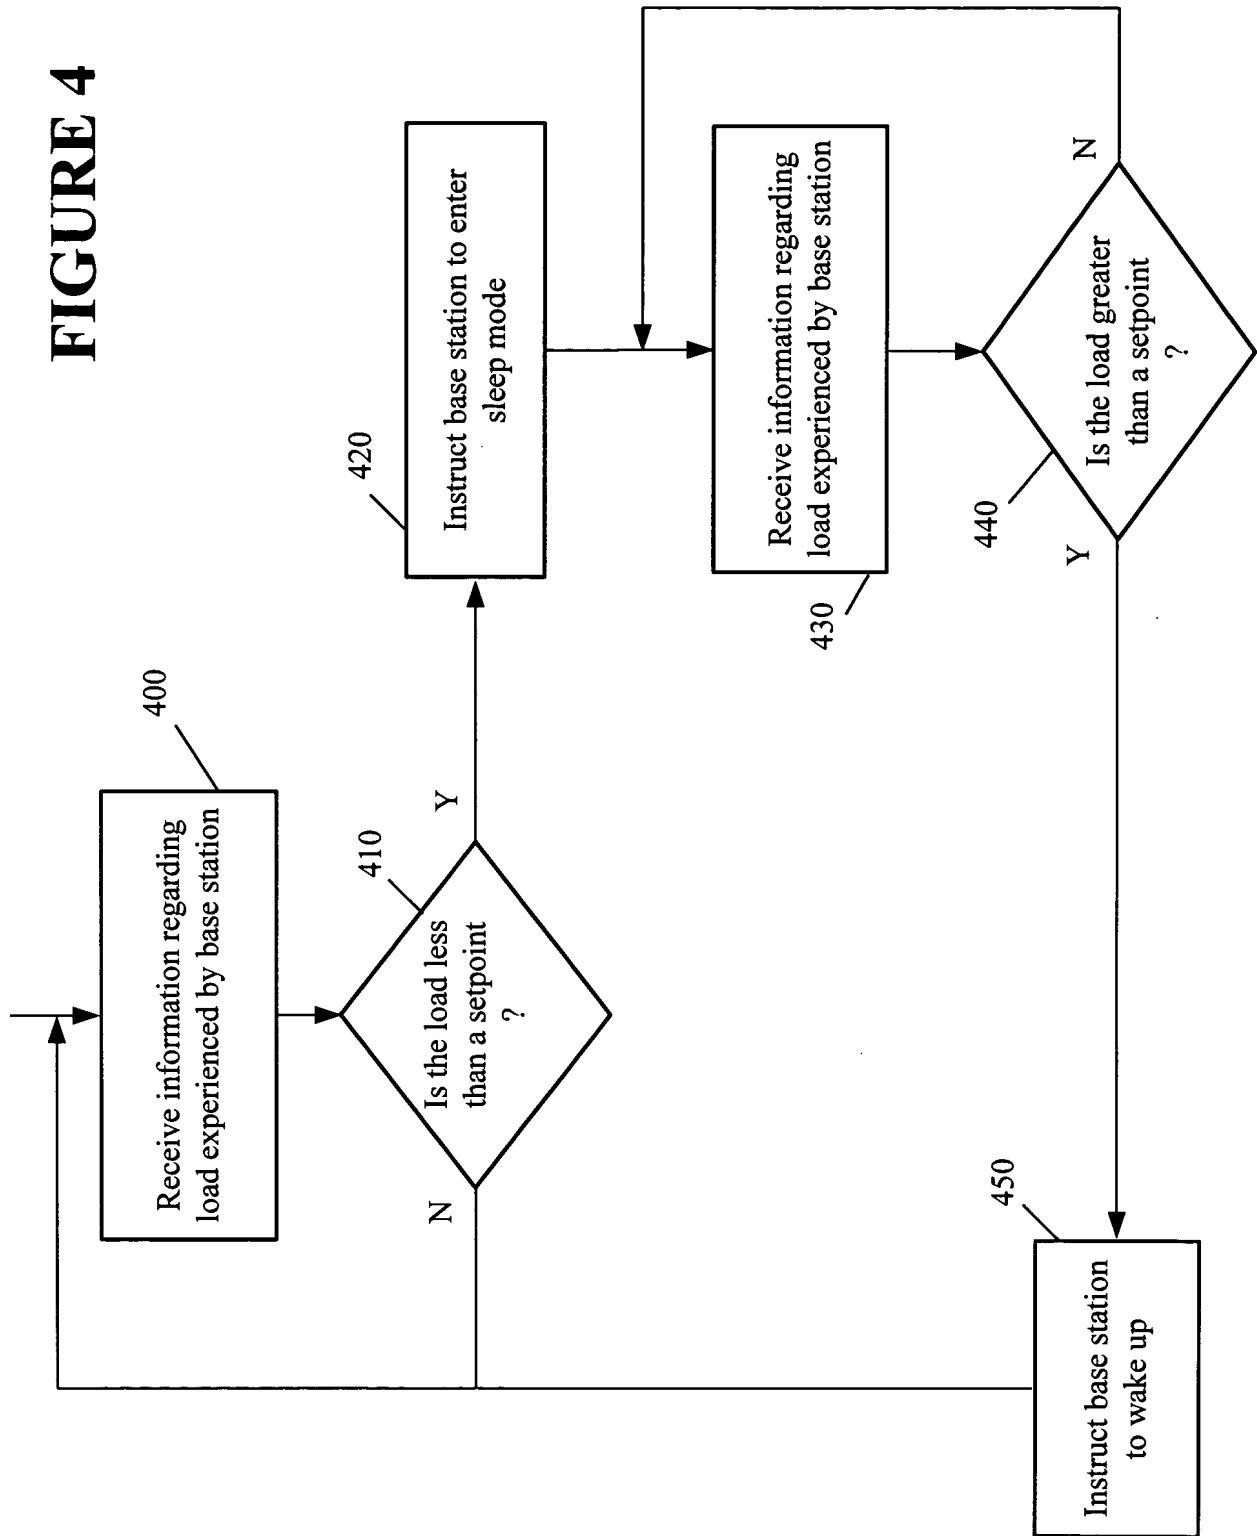 FIGURE 4
400
Receive information regarding
load experienced by base station
410
Is the load less
than a setpoint
?
N
Y
420
Instruct base station to enter
sleep mode
430
Receive information regarding
load experienced by base station
440
Is the load greater
than a setpoint
?
Y
N
450
Instruct base station
to wake up